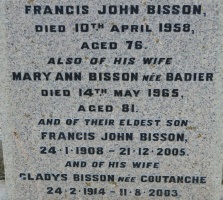 FRANCIS JOHN BISSON,
DIED 10TH APRIL 1958,
AGED 76.
ALSO OF HIS WIFE
MARY ANN BISSON NÉE BADIER
DIED 14TH MAY 1965,
AGED 81.
AND OF THEIR ELDEST SON
FRANCIS JOHN BISSON,
24·1·1908 - 21·12·2005.
AND OF HIS WIFE
GLADYS BISSON NÉE COUTANCHE
24·2·1914 - 11·8·2003.